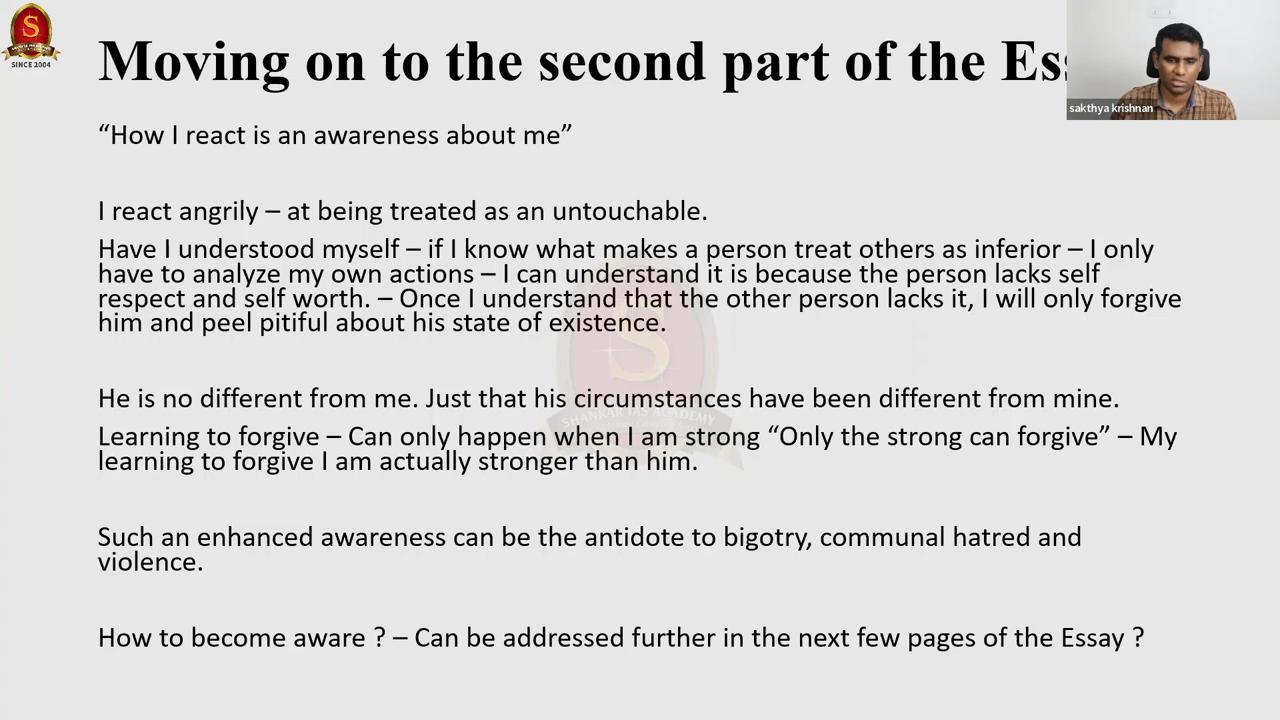 S
SINCE 2004
Moving on to the second part of the
sakthya krishnan
“How I react is an awareness about me”
I react angrily – at being treated as an untouchable.
Have I understood myself – if I know what makes a person treat others as inferior – I only
have to analyze my own actions – I can understand it is because the person lacks self
respect and self worth. – Once I understand that the other person lacks it, I will only forgive
him and peel pitiful about his state of existence.
He is no different from me. Just that his circumstances have been different from mine.
SHANKAR IAS ACADEMY
Learning to forgive – Can only happen when I am strong “Only the strong can forgive” – My
learning to forgive I am actually stronger than him.
Such an enhanced awareness can be the antidote to bigotry, communal hatred and
violence.
How to become aware ? – Can be addressed further in the next few pages of the Essay ?